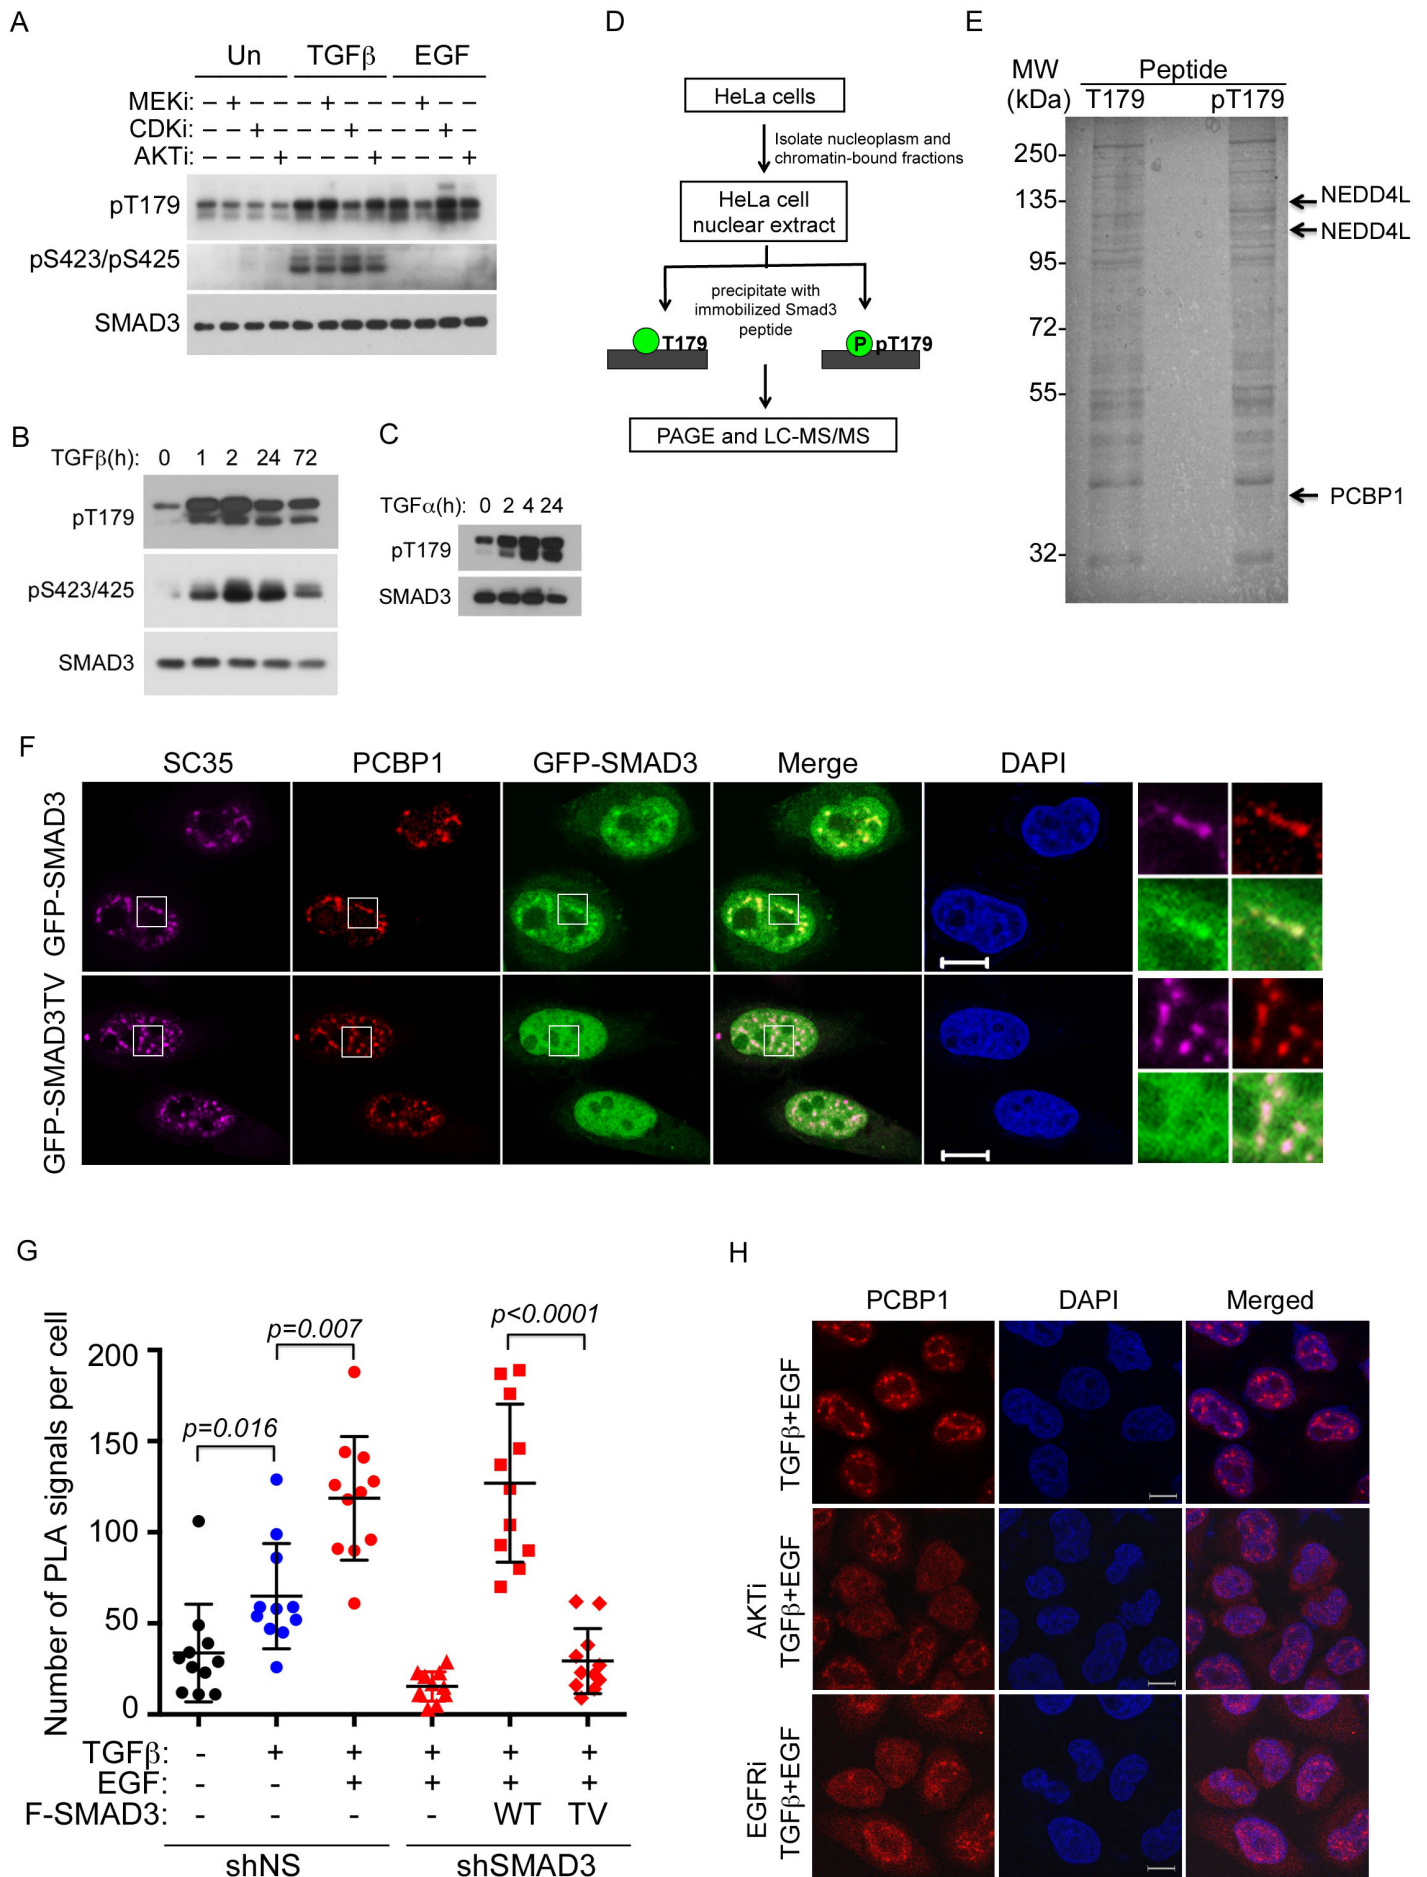 A
Un TGFβ EGF
MEKi: – + – – – + – – – + – –
CDKi: – – + – – – + – – – + –
AKTi: – – – + – – – + – – – +
pT179
pS423/pS425
SMAD3
B
TGFβ(h): 0 1 2 24 72
pT179
pS423/425
SMAD3
C
TGFα(h): 0 2 4 24
pT179
SMAD3
D
HeLa cells
Isolate nucleoplasm and
chromatin-bound fractions
HeLa cell
nuclear extract
precipitate with
immobilized Smad3
peptide
T179
P pT179
PAGE and LC-MS/MS
E
MW
(kDa)
Peptide
T179 pT179
250-
135-
95-
72-
55-
32-
NEDD4L
NEDD4L
PCBP1
F
SC35 PCBP1 GFP-SMAD3 Merge DAPI
GFP-SMAD3
GFP-SMAD3TV
G
Number of PLA signals per cell
200
150
100
50
0
p=0.016
p=0.007
p<0.0001
TGFβ: - + + + + +
EGF: - - + + + +
F-SMAD3: - - - - WT TV
shNS shSMAD3
H
PCBP1 DAPI Merged
TGFβ+EGF
AKTi
TGFβ+EGF
EGFRi
TGFβ+EGF